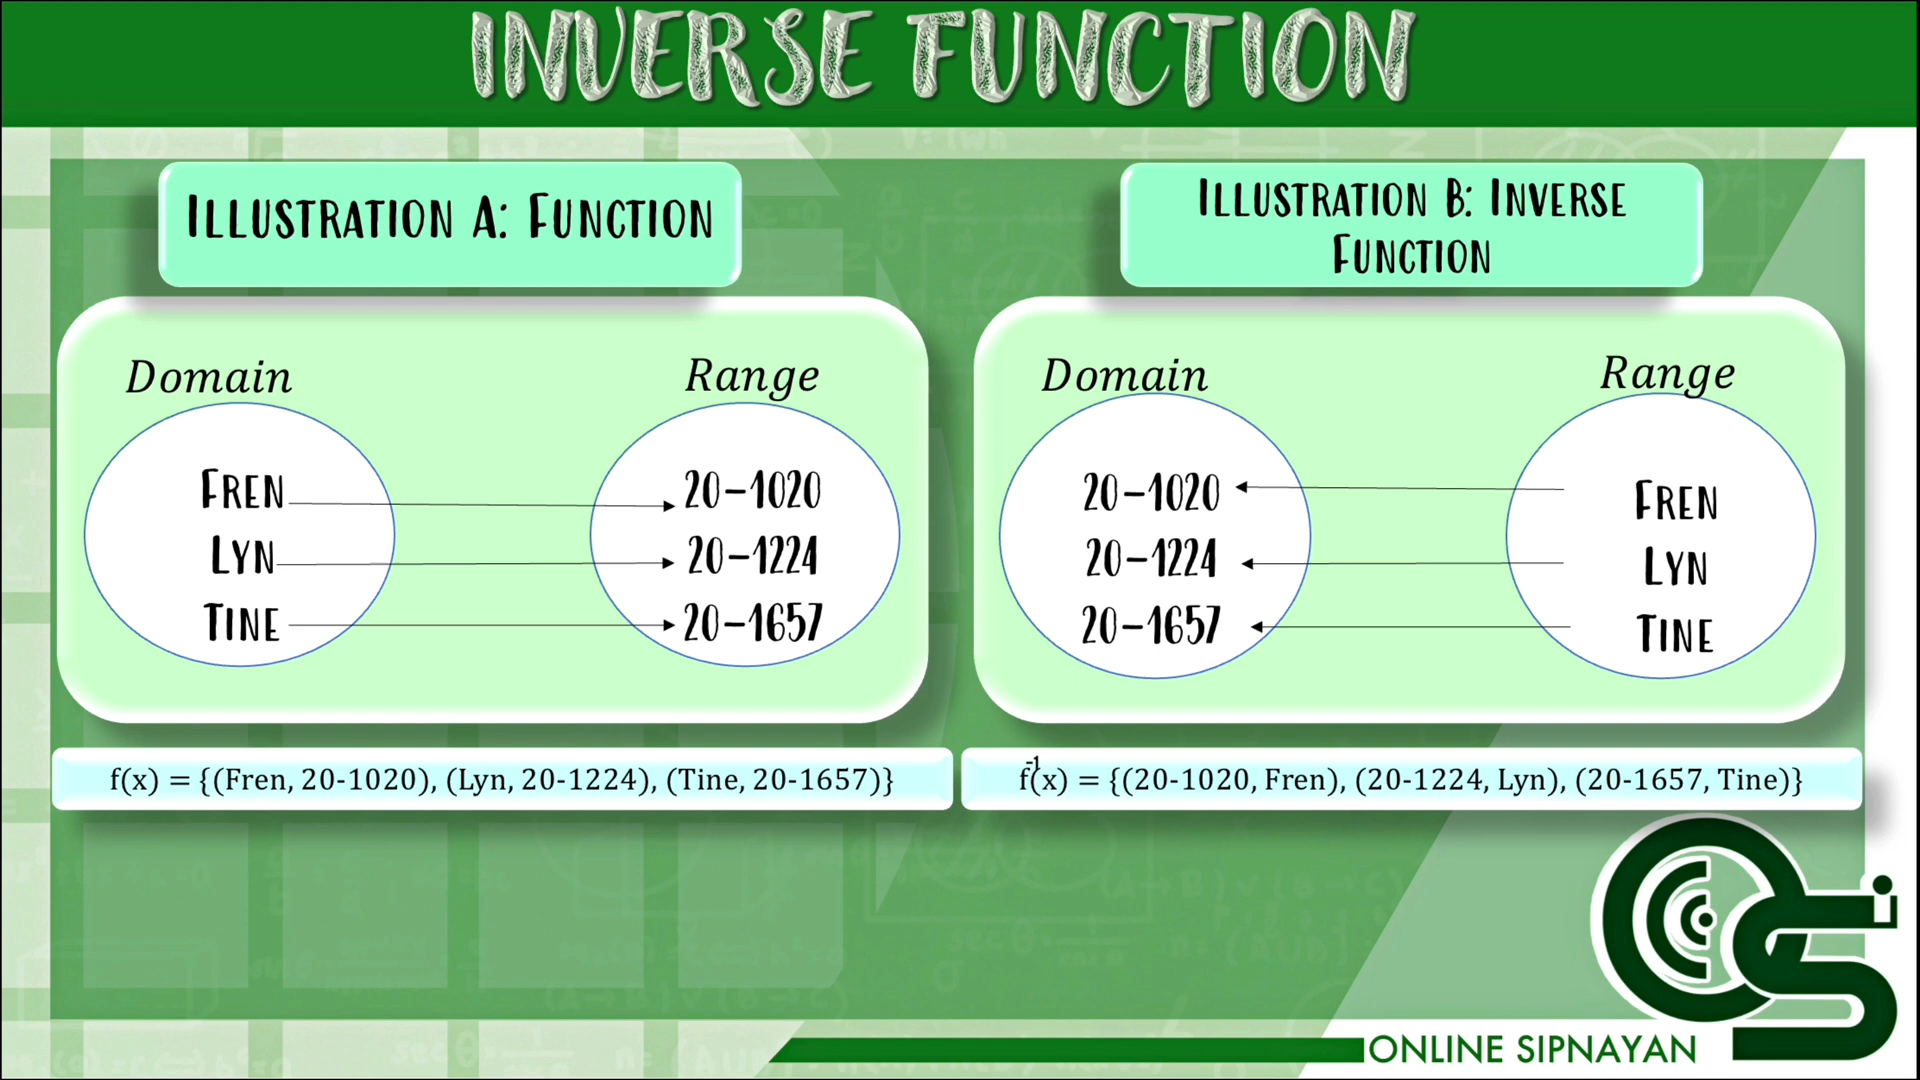 INVERSE FUNCTION
ILLUSTRATION A: FUNCTION
Domain
Range
FREN
LYN
TINE
20-1020
20-1224
20-1657
f(x) = {(Fren, 20-1020), (Lyn, 20-1224), (Tine, 20-1657)}
ILLUSTRATION B: INVERSE
FUNCTION
Domain
Range
20-1020
20-1224
20-1657
FREN
LYN
TINE
f⁻¹(x) = {(20-1020, Fren), (20-1224, Lyn), (20-1657, Tine)}
ONLINE SIPNAYAN